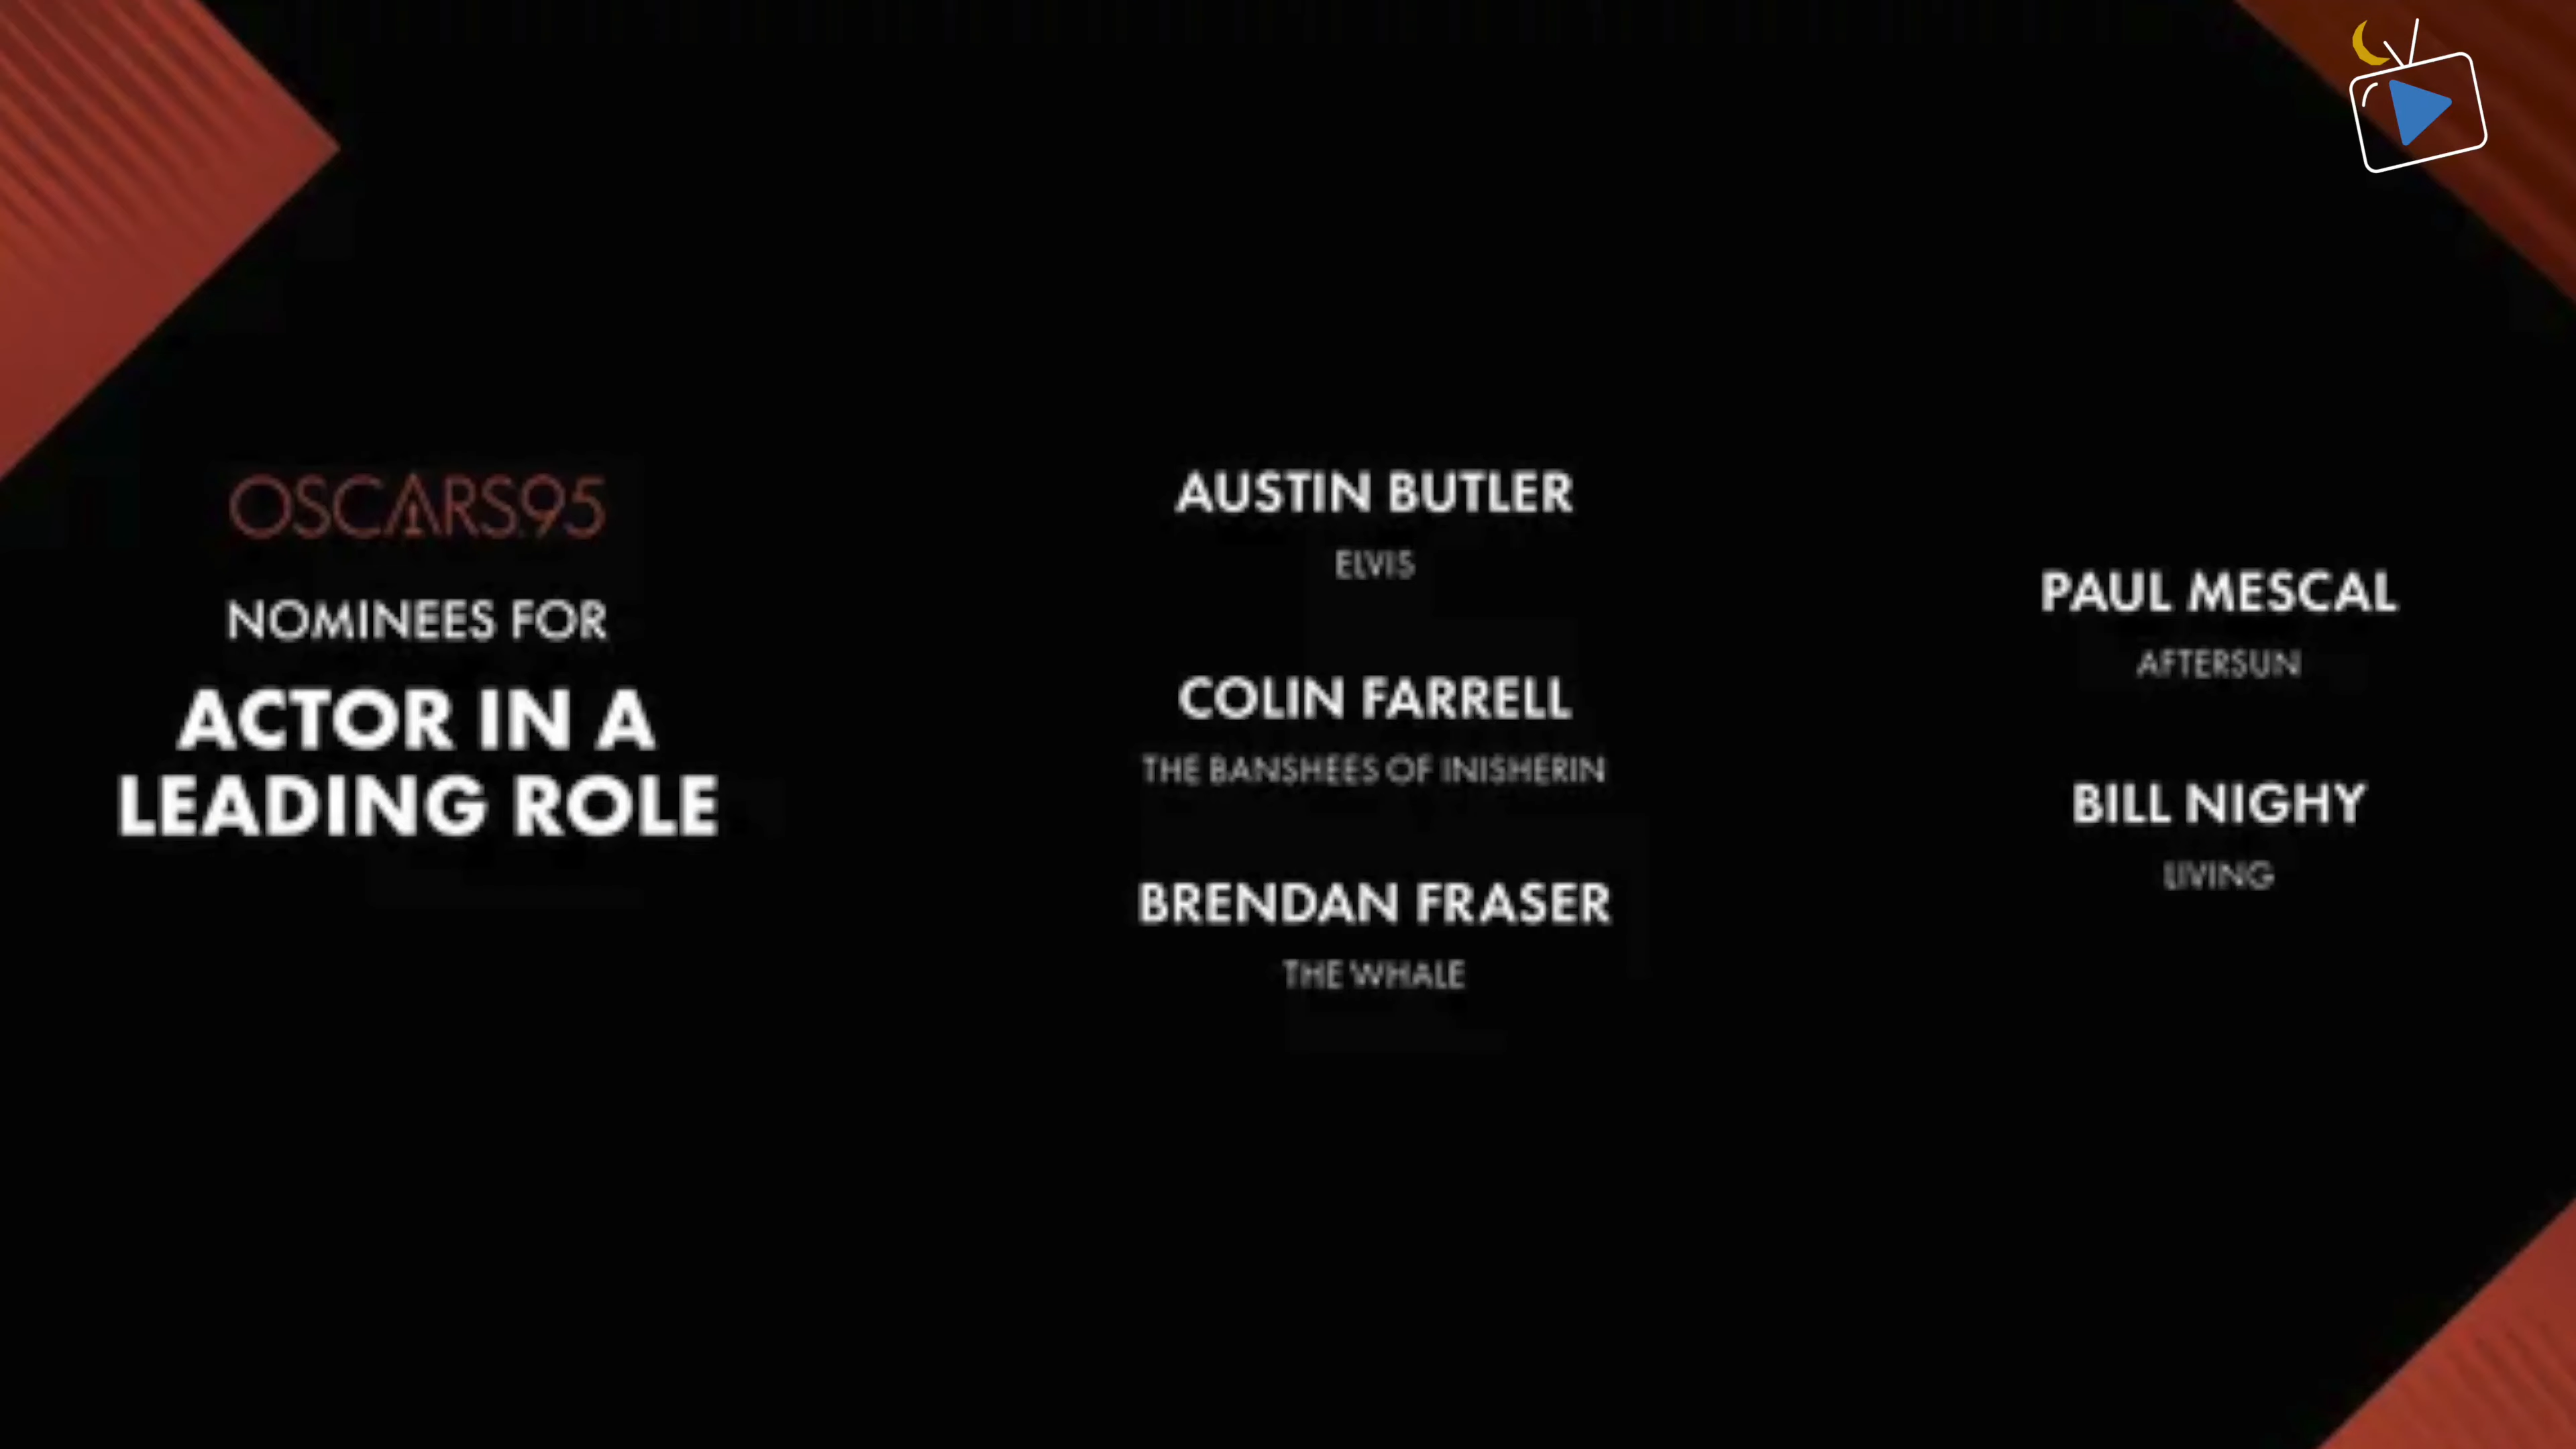 OSCARS95
NOMINEES FOR
ACTOR IN A
LEADING ROLE
AUSTIN BUTLER
ELVIS
COLIN FARRELL
THE BANSHEES OF INISHERIN
BRENDAN FRASER
THE WHALE
PAUL MESCAL
AFTERSUN
BILL NIGHY
LIVING